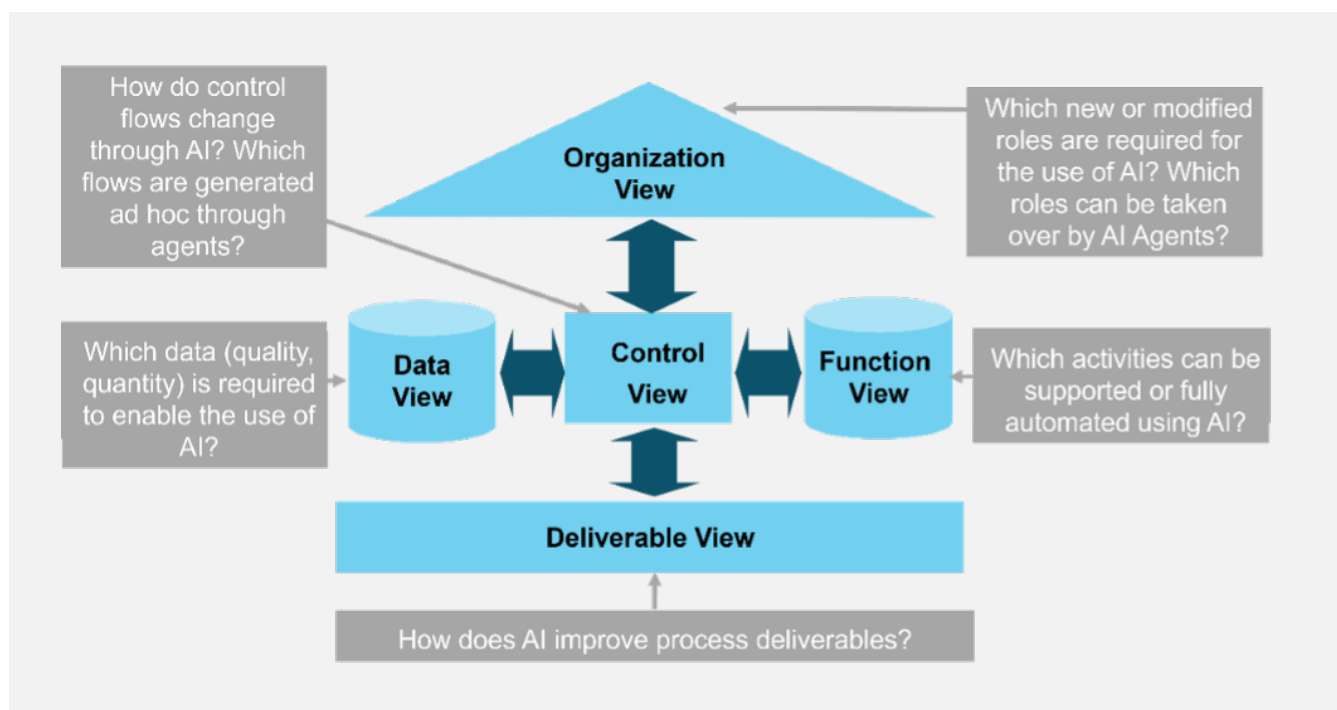 How do control
flows change
through AI? Which
flows are generated
ad hoc through
agents?
Organization
View
Which new or modified
roles are required for
the use of AI? Which
roles can be taken
over by AI Agents?
Which data (quality,
quantity) is required
to enable the use of
AI?
Data
View
Control
View
Function
View
Which activities can be
supported or fully
automated using AI?
Deliverable View
How does AI improve process deliverables?